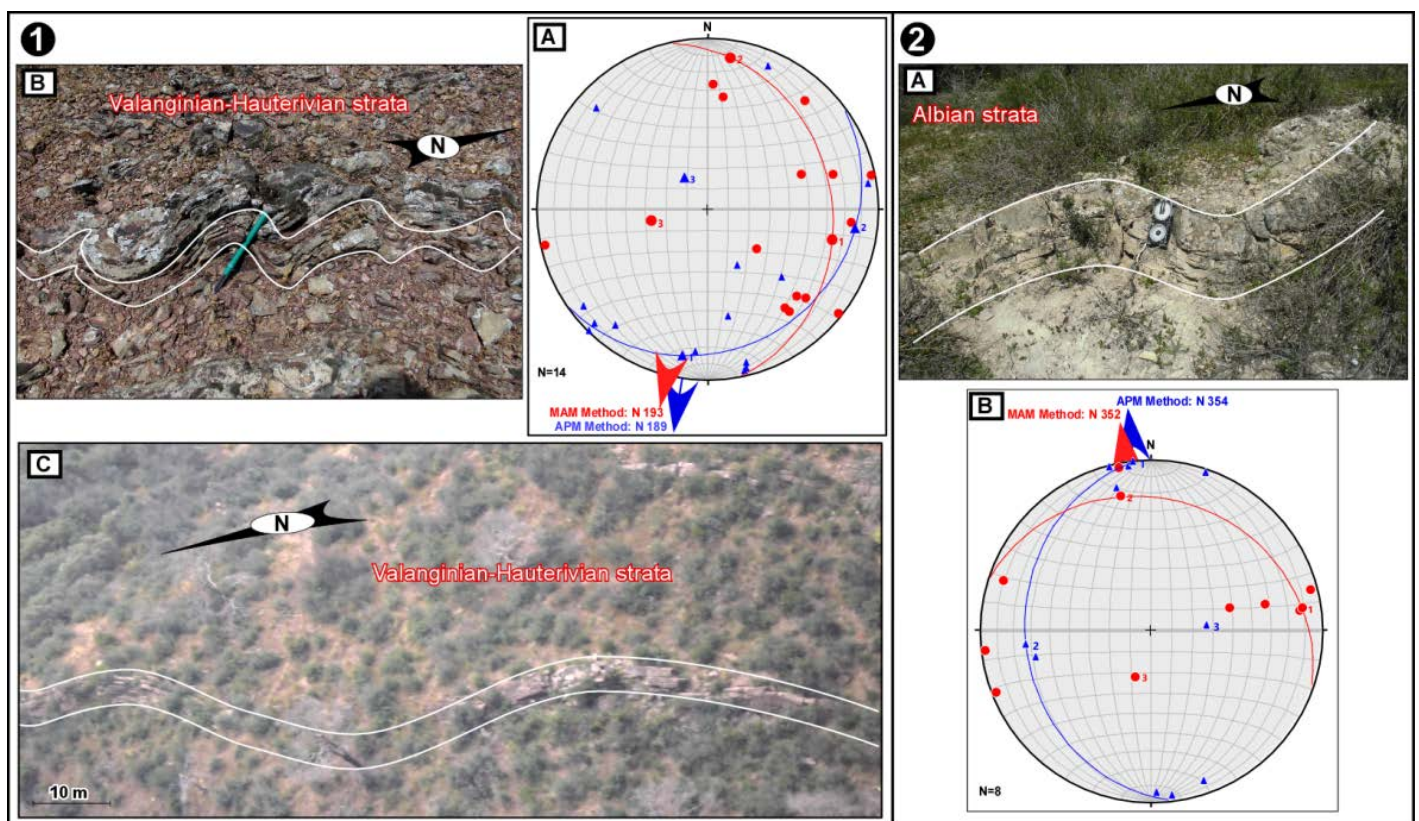 1
B
Valanginian-Hauterivian strata
N
A
N
2
3
3
2
1
1
N=14
MAM Method: N 193
APM Method: N 189
C
N
Valanginian-Hauterivian strata
10 m
2
A
N
Albian strata
B
APM Method: N 354
MAM Method: N 352
N
1
2
1
3
2
3
N=8